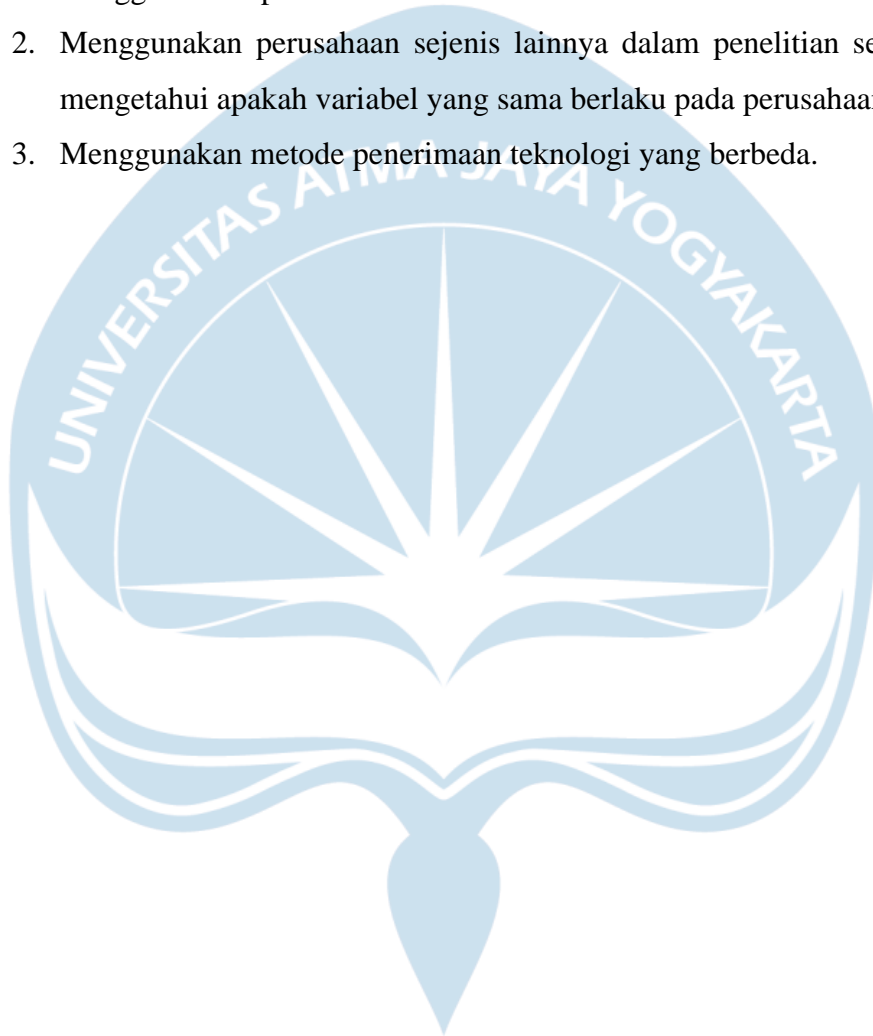 2. Menggunakan perusahaan sejenis lainnya dalam penelitian se
mengetahui apakah variabel yang sama berlaku pada perusahaan
3. Menggunakan metode penerimaan teknologi yang berbeda.
UNIVERSITAS ATMA JAYA YOGYAKARTA